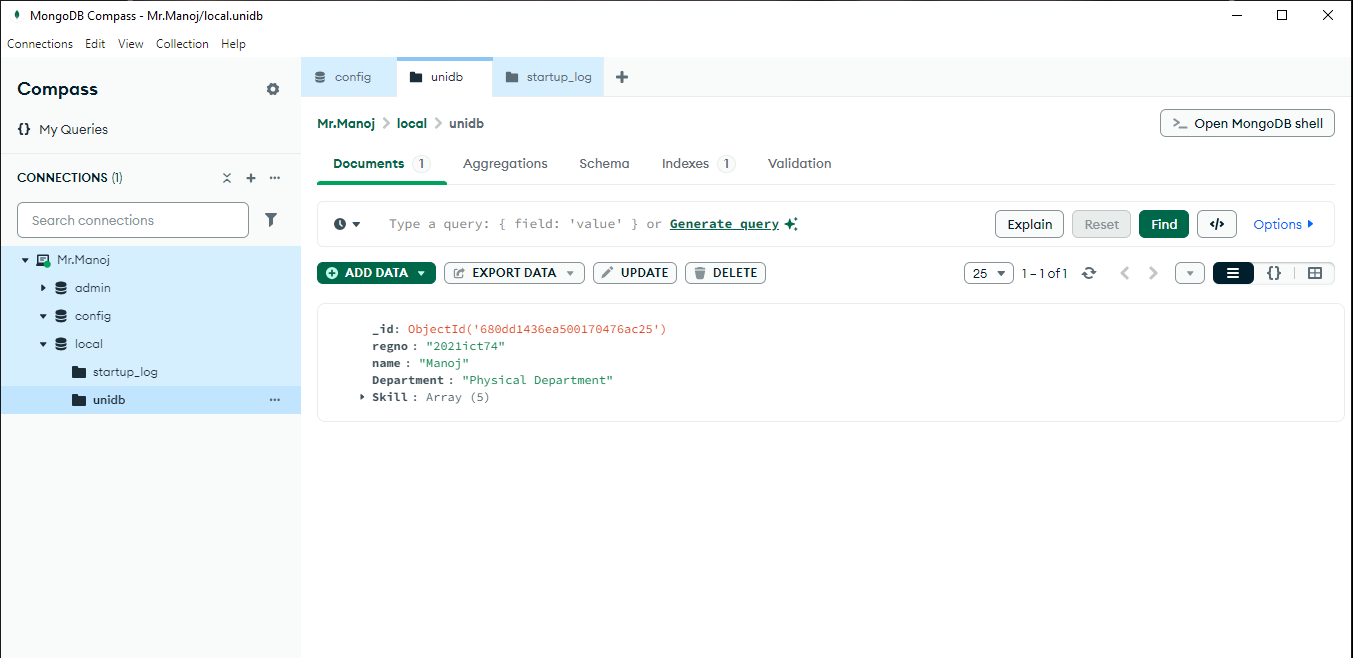 MongoDB Compass - Mr.Manoj/local.unidb
Connections Edit View Collection Help
Compass
{} My Queries
CONNECTIONS (1)
Search connections
Mr.Manoj
admin
config
local
startup_log
unidb
config unidb startup_log
Mr.Manoj > local > unidb
>_ Open MongoDB shell
Documents 1 Aggregations Schema Indexes 1 Validation
Type a query: { field: 'value' } or Generate query
Explain Reset Find </> Options
ADD DATA EXPORT DATA UPDATE DELETE
25 1 – 1 of 1 {}
_id: ObjectId('680dd1436ea500170476ac25')
regno : "2021ict74"
name : "Manoj"
Department : "Physical Department"
Skill : Array (5)